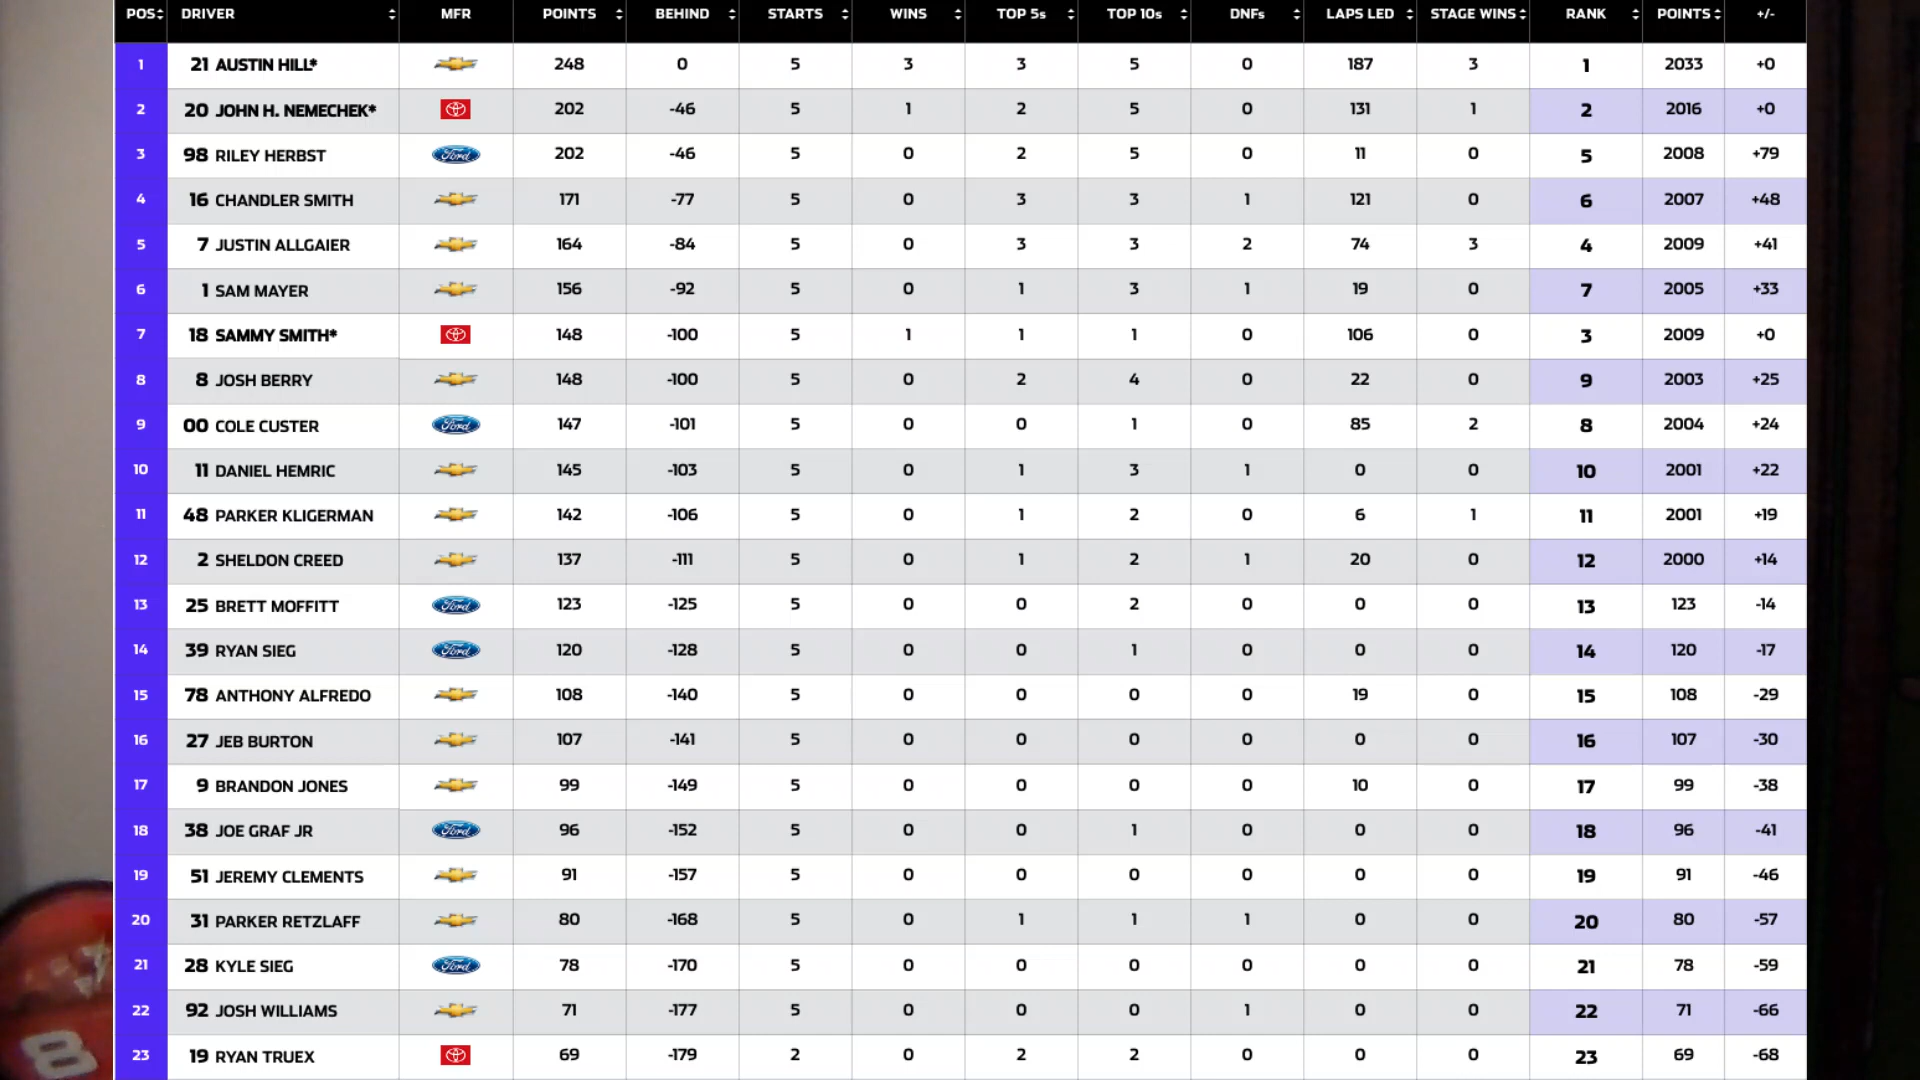 POS DRIVER MFR POINTS BEHIND STARTS WINS TOP 5s TOP 10s DNFs LAPS LED STAGE WINS RANK POINTS +/-
1 21 AUSTIN HILL* 248 0 5 3 3 5 0 187 3 1 2033 +0
2 20 JOHN H. NEMECHEK* 202 -46 5 1 2 5 0 131 1 2 2016 +0
3 98 RILEY HERBST Ford 202 -46 5 0 2 5 0 11 0 5 2008 +79
4 16 CHANDLER SMITH 171 -77 5 0 3 3 1 121 0 6 2007 +48
5 7 JUSTIN ALLGAIER 164 -84 5 0 3 3 2 74 3 4 2009 +41
6 1 SAM MAYER 156 -92 5 0 1 3 1 19 0 7 2005 +33
7 18 SAMMY SMITH* 148 -100 5 1 1 1 0 106 0 3 2009 +0
8 8 JOSH BERRY 148 -100 5 0 2 4 0 22 0 9 2003 +25
9 00 COLE CUSTER Ford 147 -101 5 0 0 1 0 85 2 8 2004 +24
10 11 DANIEL HEMRIC 145 -103 5 0 1 3 1 0 0 10 2001 +22
11 48 PARKER KLIGERMAN 142 -106 5 0 1 2 0 6 1 11 2001 +19
12 2 SHELDON CREED 137 -111 5 0 1 2 1 20 0 12 2000 +14
13 25 BRETT MOFFITT Ford 123 -125 5 0 0 2 0 0 0 13 123 -14
14 39 RYAN SIEG Ford 120 -128 5 0 0 1 0 0 0 14 120 -17
15 78 ANTHONY ALFREDO 108 -140 5 0 0 0 0 19 0 15 108 -29
16 27 JEB BURTON 107 -141 5 0 0 0 0 0 0 16 107 -30
17 9 BRANDON JONES 99 -149 5 0 0 0 0 10 0 17 99 -38
18 38 JOE GRAF JR Ford 96 -152 5 0 0 1 0 0 0 18 96 -41
19 51 JEREMY CLEMENTS 91 -157 5 0 0 0 0 0 0 19 91 -46
20 31 PARKER RETZLAFF 80 -168 5 0 1 1 1 0 0 20 80 -57
21 28 KYLE SIEG Ford 78 -170 5 0 0 0 0 0 0 21 78 -59
22 92 JOSH WILLIAMS 71 -177 5 0 0 0 1 0 0 22 71 -66
23 19 RYAN TRUEX 69 -179 2 0 2 2 0 0 0 23 69 -68
8